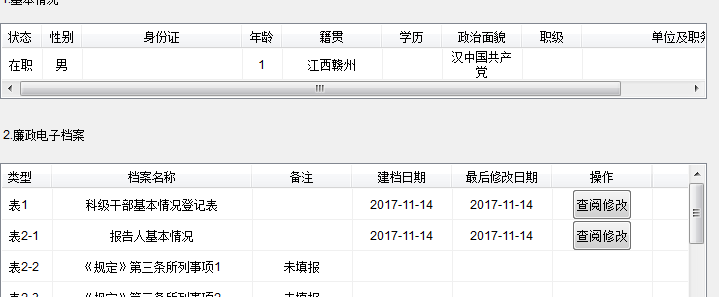 1.基本情况
状态 性别 身份证 年龄 籍贯 学历 政治面貌 职级 单位及职务
在职 男 1 江西赣州 汉中国共产
党
2.廉政电子档案
类型 档案名称 备注 建档日期 最后修改日期 操作
表1 科级干部基本情况登记表 2017-11-14 2017-11-14 查阅修改
表2-1 报告人基本情况 2017-11-14 2017-11-14 查阅修改
表2-2 《规定》第三条所列事项1 未填报